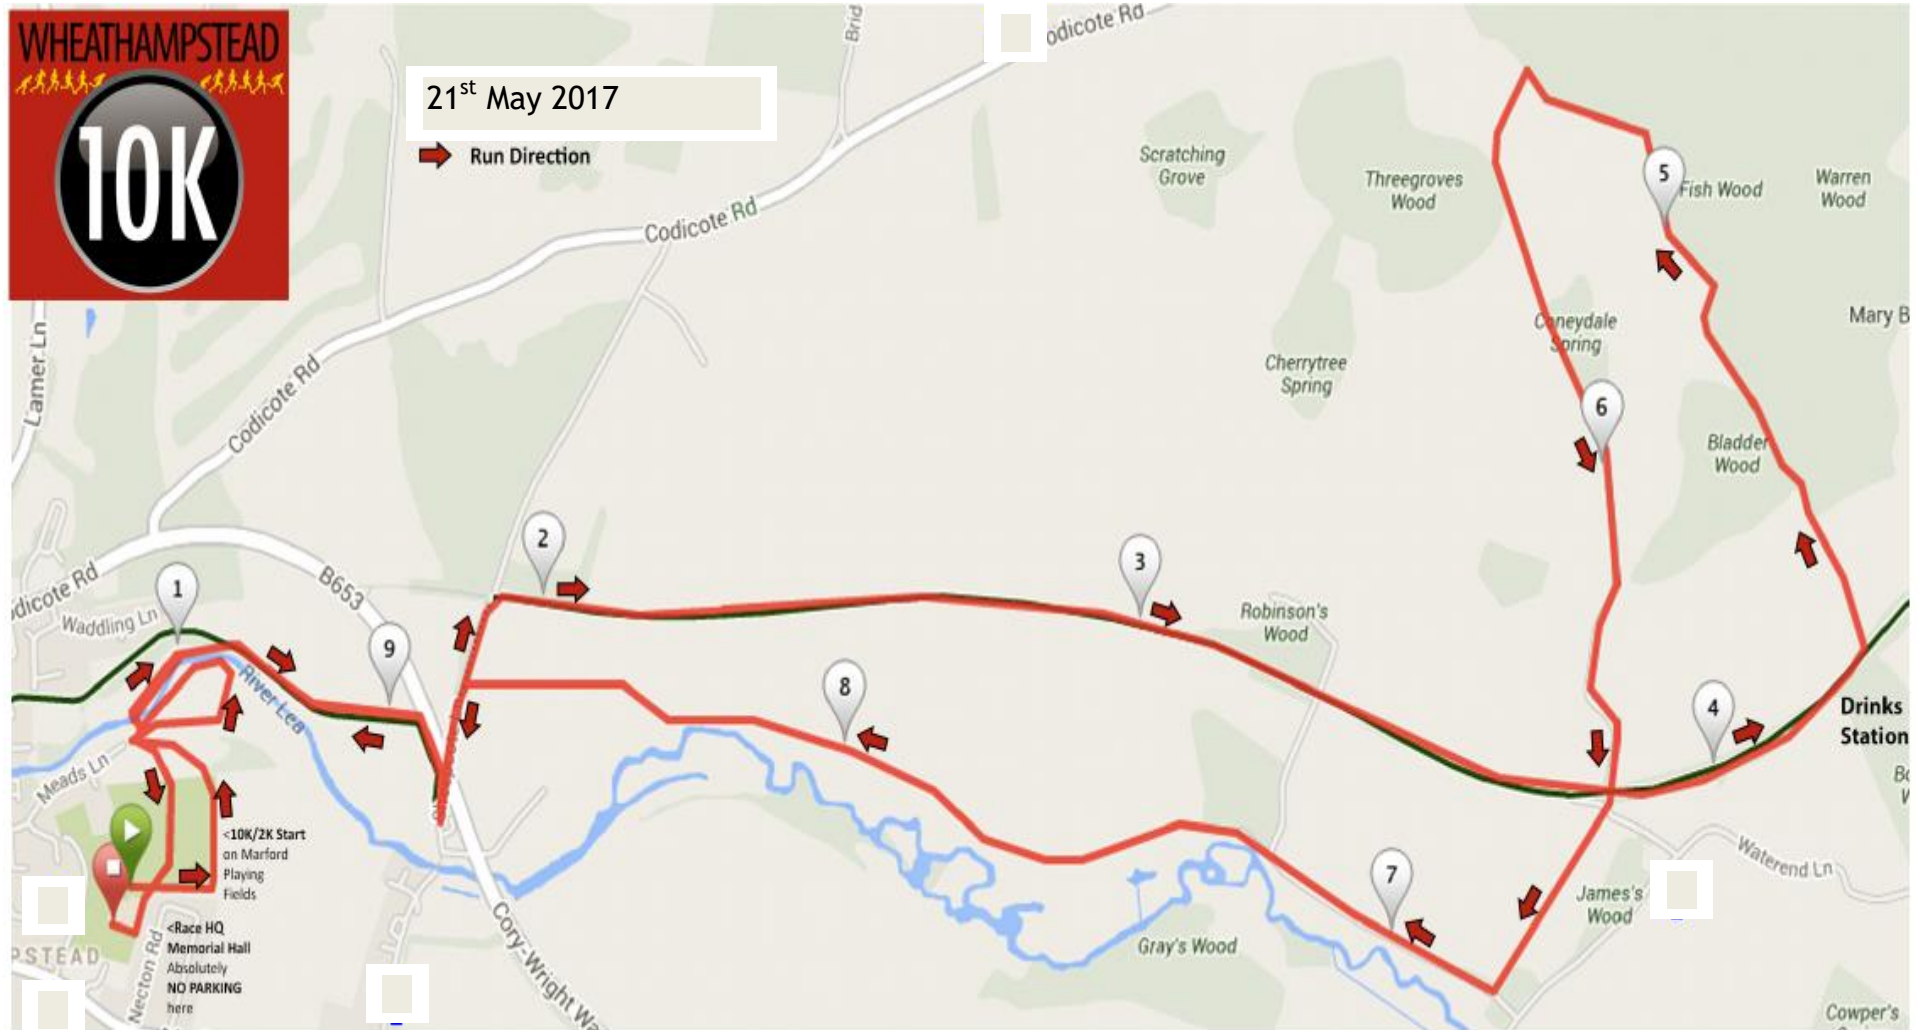 WHEATHAMPSTEAD
10K
21st May 2017
Run Direction
Codicote Rd
Scratching
Grove
Threegroves
Wood
5
Fish Wood
Warren
Wood
Codicote Rd
Lamer Ln
Coneydale
Spring
Mary B
Cherrytree
Spring
Codicote Rd
6
Bladder
Wood
2
3
1
B653
dicote Rd
Waddling Ln
9
Robinson's
Wood
River Lea
8
4
Drinks
Station
Meads Ln
<10K/2K Start
on Marford
Playing
Fields
7
Waterend Ln
James's
Wood
Gray's Wood
<Race HQ
Memorial Hall
Absolutely
NO PARKING
here
PSTEAD
Necton Rd
Cory-Wright Wa
Cowper's